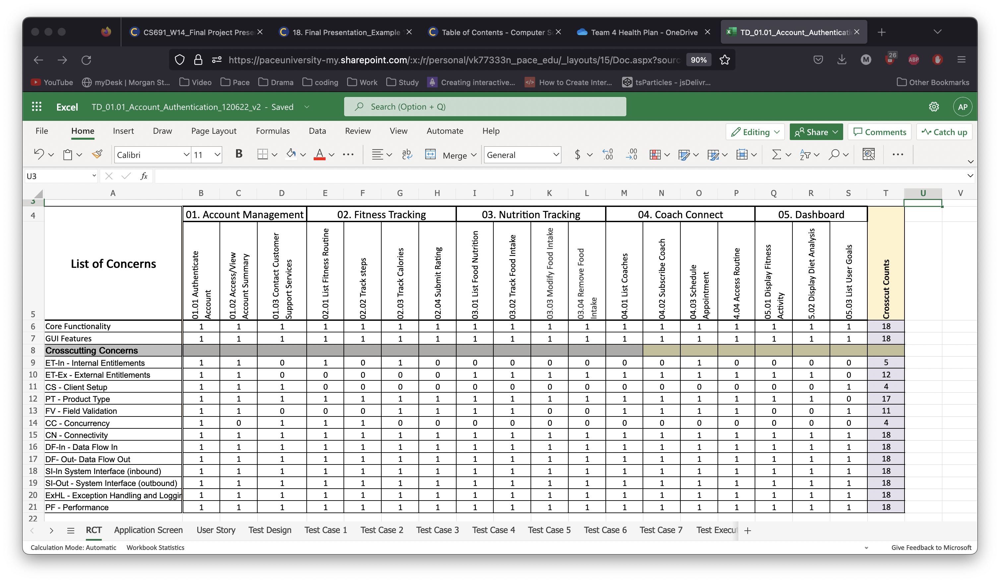 CS691_W14_Final Project Prese
18. Final Presentation_Example
Table of Contents - Computer
Team 4 Health Plan - OneDrive
TD_01.01_Account_Authenticati
https://paceuniversity-my.sharepoint.com/:x:/r/personal/vk77333n_pace_edu/_layouts/15/Doc.aspx?sourc 90%
M 26 ABP
YouTube myDesk | Morgan St... Video Pace Drama coding Work Study Creating interactive... How to Create Inter... tsParticles - jsDelivr... Other Bookmarks
Excel TD_01.01_Account_Authentication_120622_v2 - Saved Search (Option + Q) AP
File Home Insert Draw Page Layout Formulas Data Review View Automate Help Editing Share Comments Catch up
Calibri 11 B A ab Merge General $
U3 fx
A B C D E F G H I J K L M N O P Q R S T U V
3
4 01. Account Management 02. Fitness Tracking 03. Nutrition Tracking 04. Coach Connect 05. Dashboard
5 List of Concerns
01.01 Authenticate Account
01.02 Access/View Account Summary
01.03 Contact Customer Support Services
02.01 List Fitness Routine
02.02 Track steps
02.03 Track Calories
02.04 Submit Rating
03.01 List Food Nutrition
03.02 Track Food Intake
03.03 Modify Food Intake
03.04 Remove Food Intake
04.01 List Coaches
04.02 Subscribe Coach
04.03 Schedule Appointment
4.04 Access Routine
05.01 Display Fitness Activity
5.02 Display Diet Analysis
05.03 List User Goals
Crosscut Counts
6 Core Functionality 1 1 1 1 1 1 1 1 1 1 1 1 1 1 1 1 1 1 18
7 GUI Features 1 1 1 1 1 1 1 1 1 1 1 1 1 1 1 1 1 1 18
8 Crosscutting Concerns
9 ET-In - Internal Entitlements 1 1 0 1 0 1 0 0 0 0 0 0 0 1 0 0 0 0 5
10 ET-Ex - External Entitlements 1 1 0 0 0 0 0 1 1 1 1 1 1 1 1 1 1 0 12
11 CS - Client Setup 1 1 1 0 0 0 0 0 0 0 0 0 0 0 0 0 0 1 4
12 PT - Product Type 1 1 1 1 1 1 1 1 1 1 1 1 1 1 1 1 1 0 17
13 FV - Field Validation 1 1 0 0 0 1 1 1 1 0 0 1 1 1 1 0 0 1 11
14 CC - Concurrency 1 0 1 1 1 0 0 0 0 0 0 0 0 0 0 0 0 0 4
15 CN - Connectivity 1 1 1 1 1 1 1 1 1 1 1 1 1 1 1 1 1 1 18
16 DF-In - Data Flow In 1 1 1 1 1 1 1 1 1 1 1 1 1 1 1 1 1 1 18
17 DF- Out- Data Flow Out 1 1 1 1 1 1 1 1 1 1 1 1 1 1 1 1 1 1 18
18 SI-In System Interface (inbound) 1 1 1 1 1 1 1 1 1 1 1 1 1 1 1 1 1 1 18
19 SI-Out - System Interface (outbound) 1 1 1 1 1 1 1 1 1 1 1 1 1 1 1 1 1 1 18
20 ExHL - Exception Handling and Loggin 1 1 1 1 1 1 1 1 1 1 1 1 1 1 1 1 1 1 18
21 PF - Performance 1 1 1 1 1 1 1 1 1 1 1 1 1 1 1 1 1 1 18
22
RCT Application Screen User Story Test Design Test Case 1 Test Case 2 Test Case 3 Test Case 4 Test Case 5 Test Case 6 Test Case 7 Test Execut
Calculation Mode: Automatic Workbook Statistics Give Feedback to Microsoft